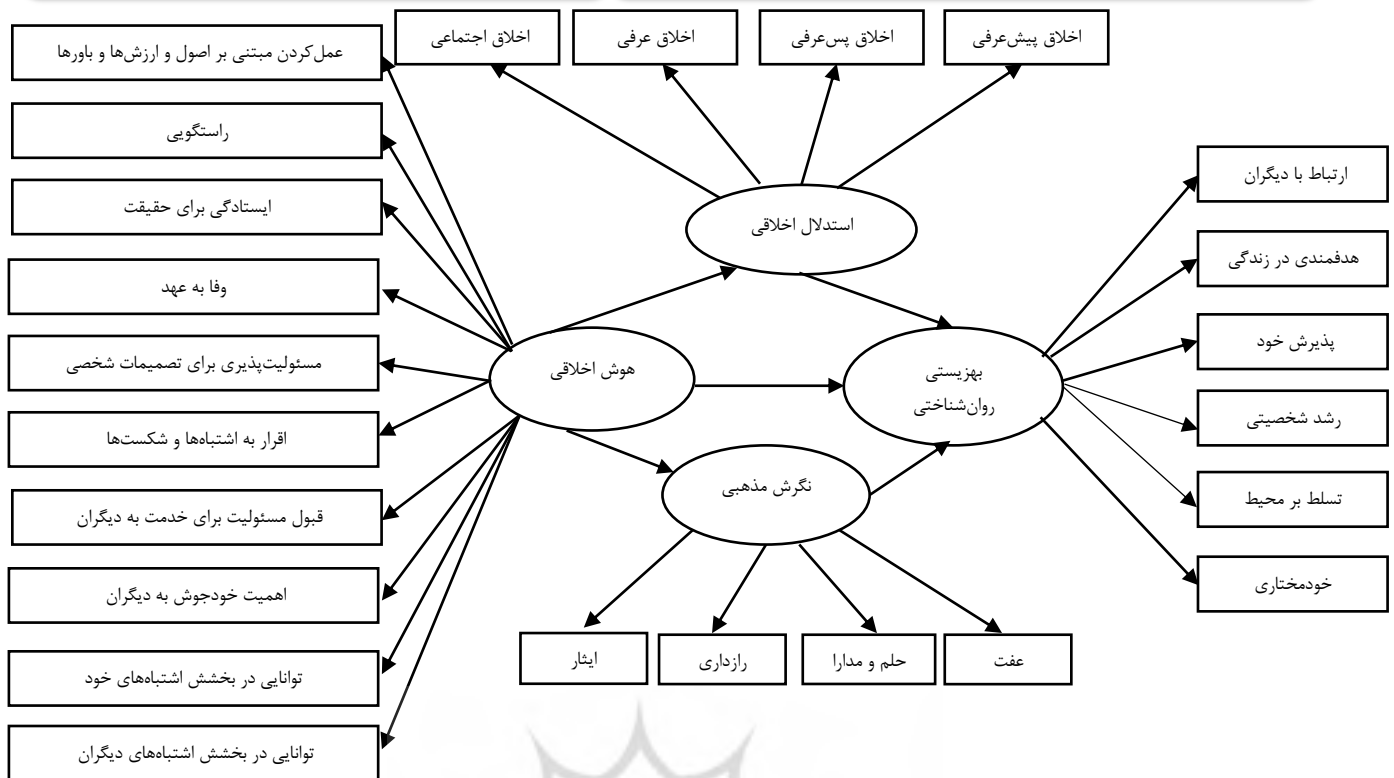 اخلاق پیش‌عرفی
اخلاق پس‌عرفی
اخلاق عرفی
اخلاق اجتماعی
عمل‌کردن مبتنی بر اصول و ارزش‌ها و باورها
راستگویی
ایستادگی برای حقیقت
وفا به عهد
مسئولیت‌پذیری برای تصمیمات شخصی
اقرار به اشتباه‌ها و شکست‌ها
قبول مسئولیت برای خدمت به دیگران
اهمیت خودجوش به دیگران
توانایی در بخشش اشتباه‌های خود
توانایی در بخشش اشتباه‌های دیگران
استدلال اخلاقی
هوش اخلاقی
بهزیستی
روان‌شناختی
نگرش مذهبی
ارتباط با دیگران
هدفمندی در زندگی
پذیرش خود
رشد شخصیتی
تسلط بر محیط
خودمختاری
عفت
حلم و مدارا
رازداری
ایثار